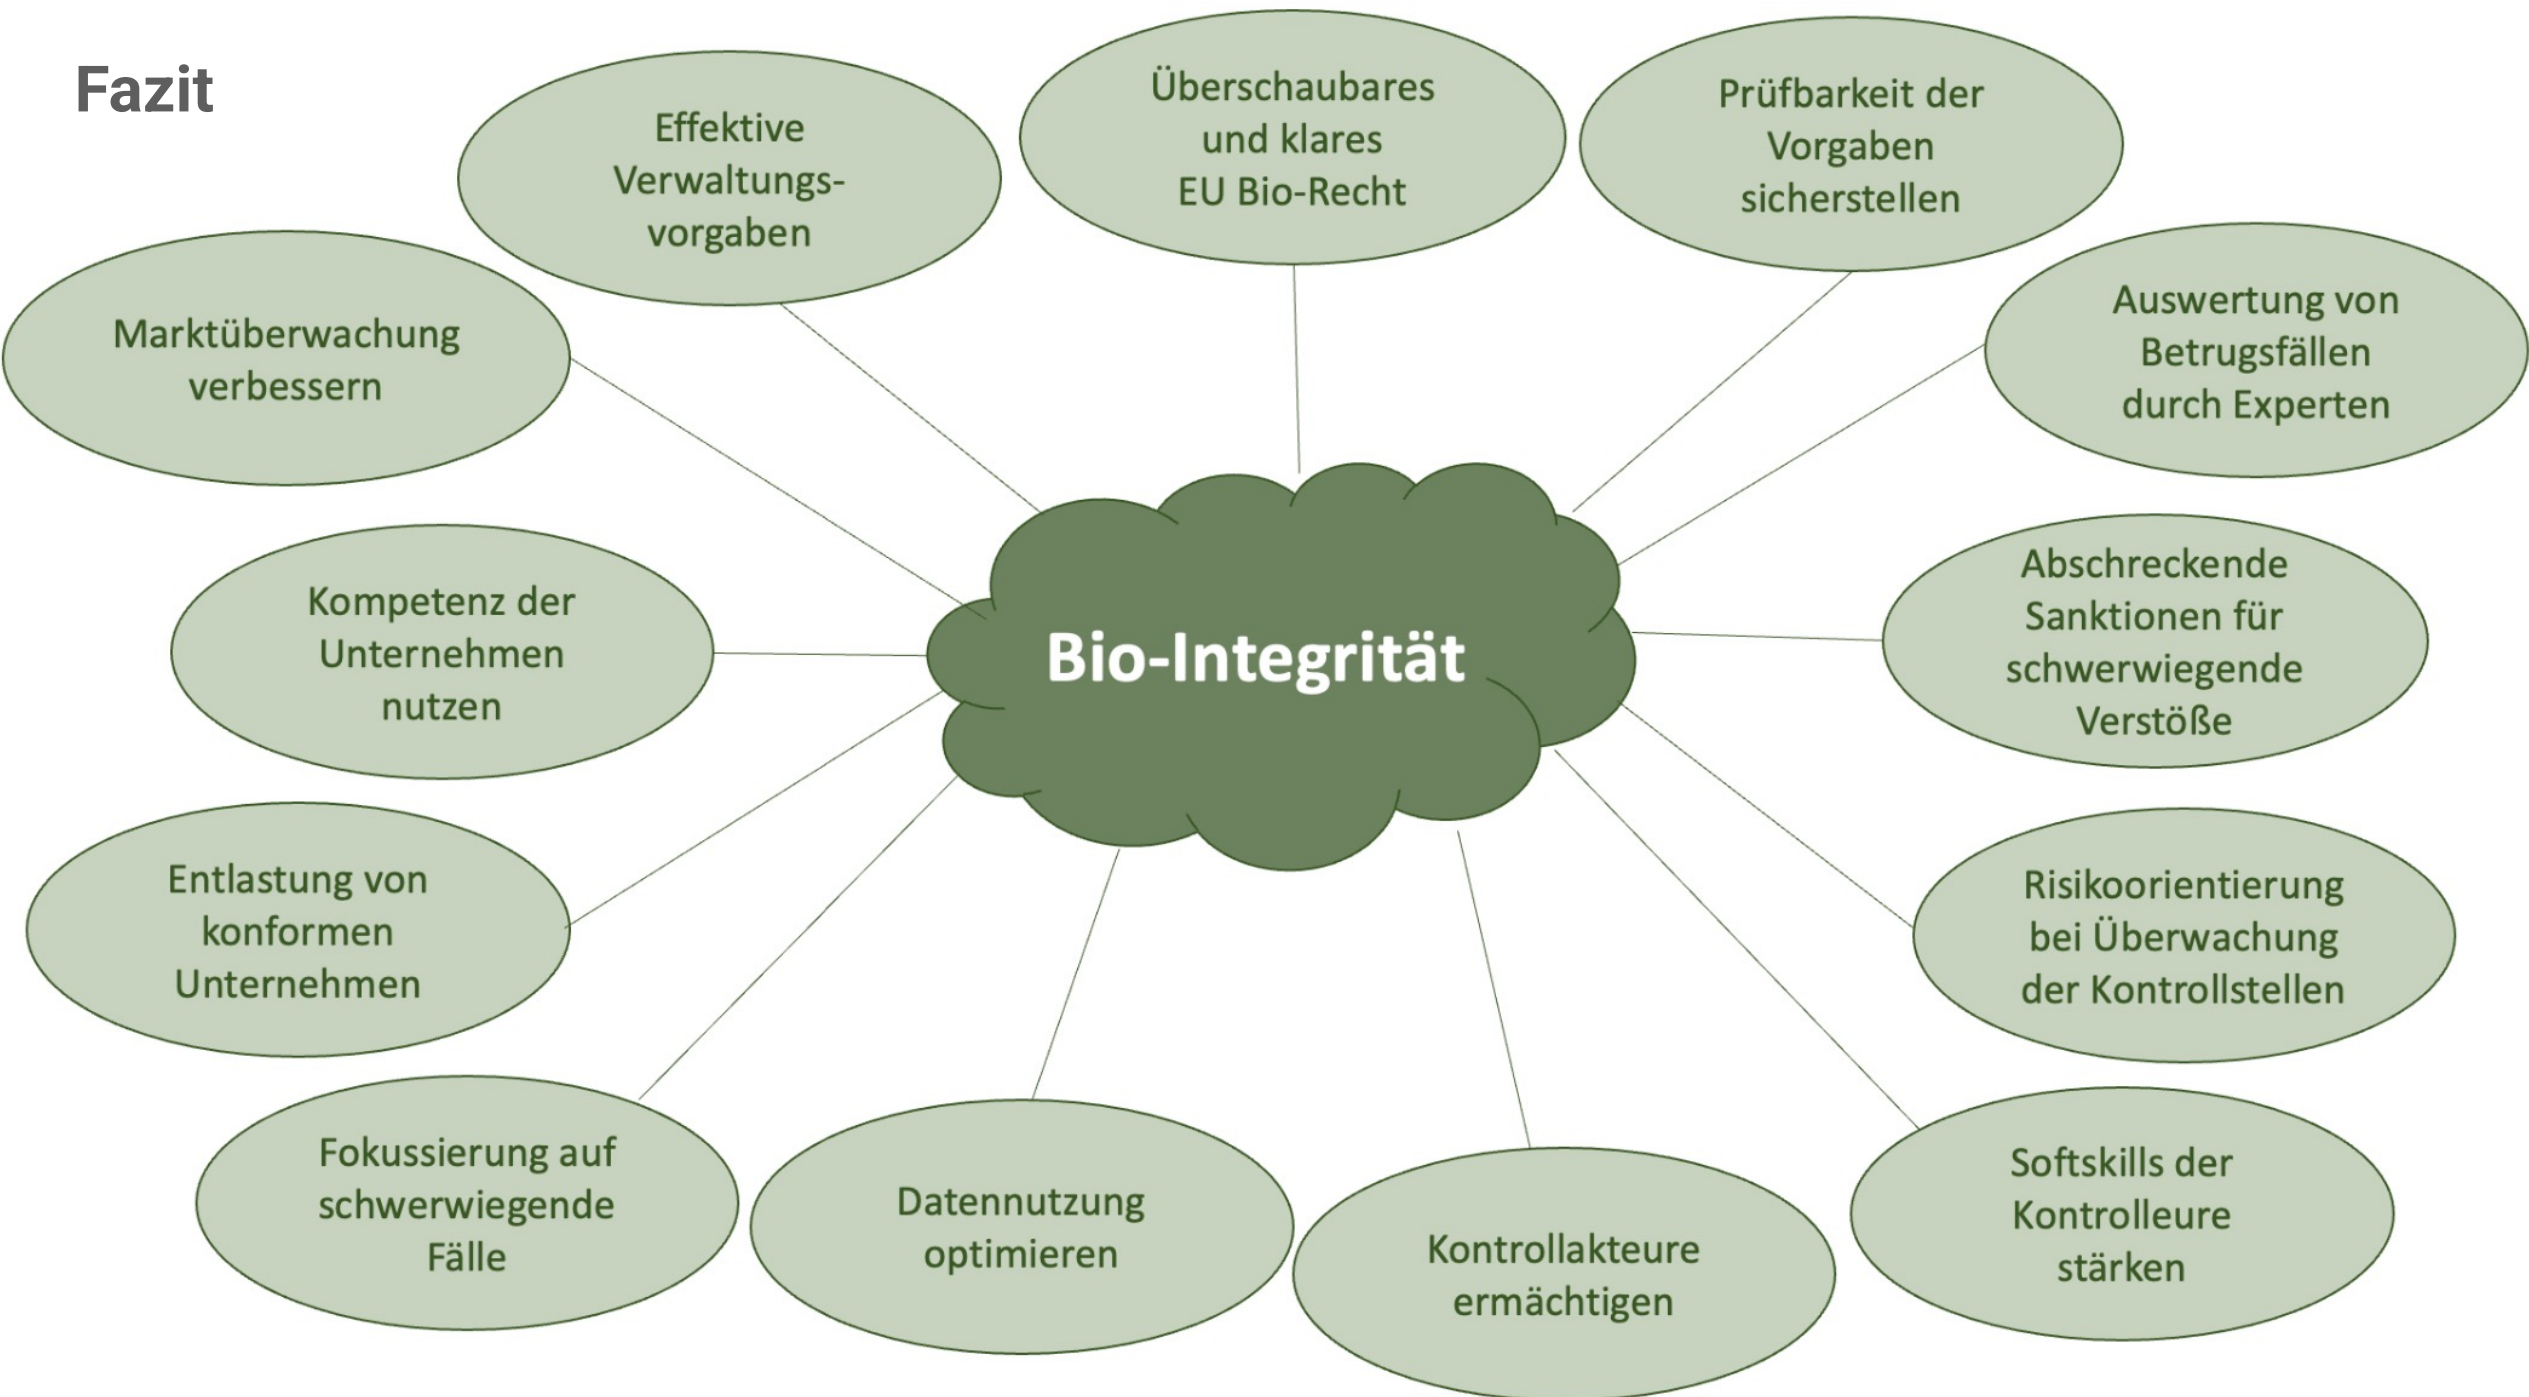 Fazit
Effektive
Verwaltungs-
vorgaben
Überschaubares
und klares
EU Bio-Recht
Prüfbarkeit der
Vorgaben
sicherstellen
Marktüberwachung
verbessern
Auswertung von
Betrugsfällen
durch Experten
Kompetenz der
Unternehmen
nutzen
Bio-Integrität
Abschreckende
Sanktionen für
schwerwiegende
Verstöße
Entlastung von
konformen
Unternehmen
Risikoorientierung
bei Überwachung
der Kontrollstellen
Fokussierung auf
schwerwiegende
Fälle
Datennutzung
optimieren
Kontrollakteure
ermächtigen
Softskills der
Kontrolleure
stärken